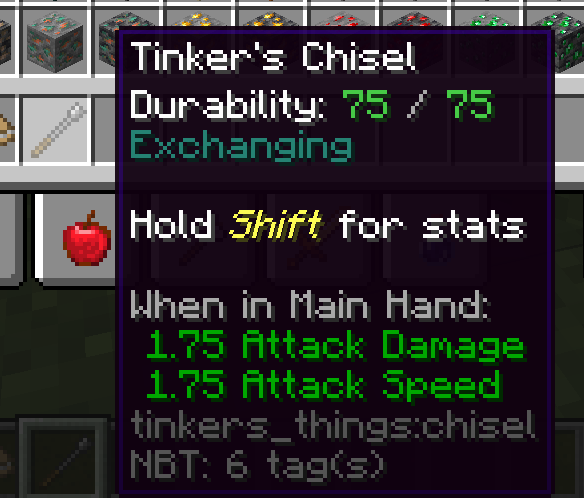 Tinker's Chisel
Durability: 75 / 75
Exchanging
Hold Shift for stats
When in Main Hand:
1.75 Attack Damage
1.75 Attack Speed
tinkers_things:chisel
NBT: 6 tag(s)